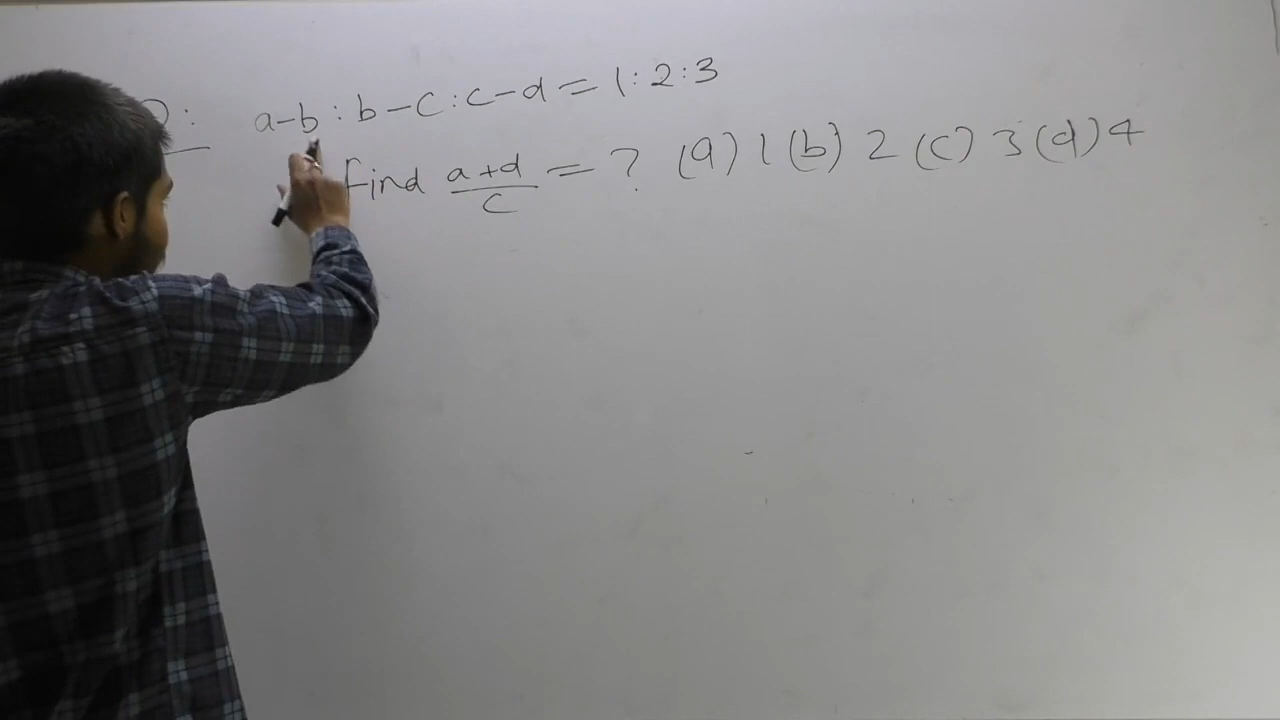 a-b : b-c : c-d = 1 : 2 : 3
Find (a+d)/c = ? (a) 1 (b) 2 (c) 3 (d) 4